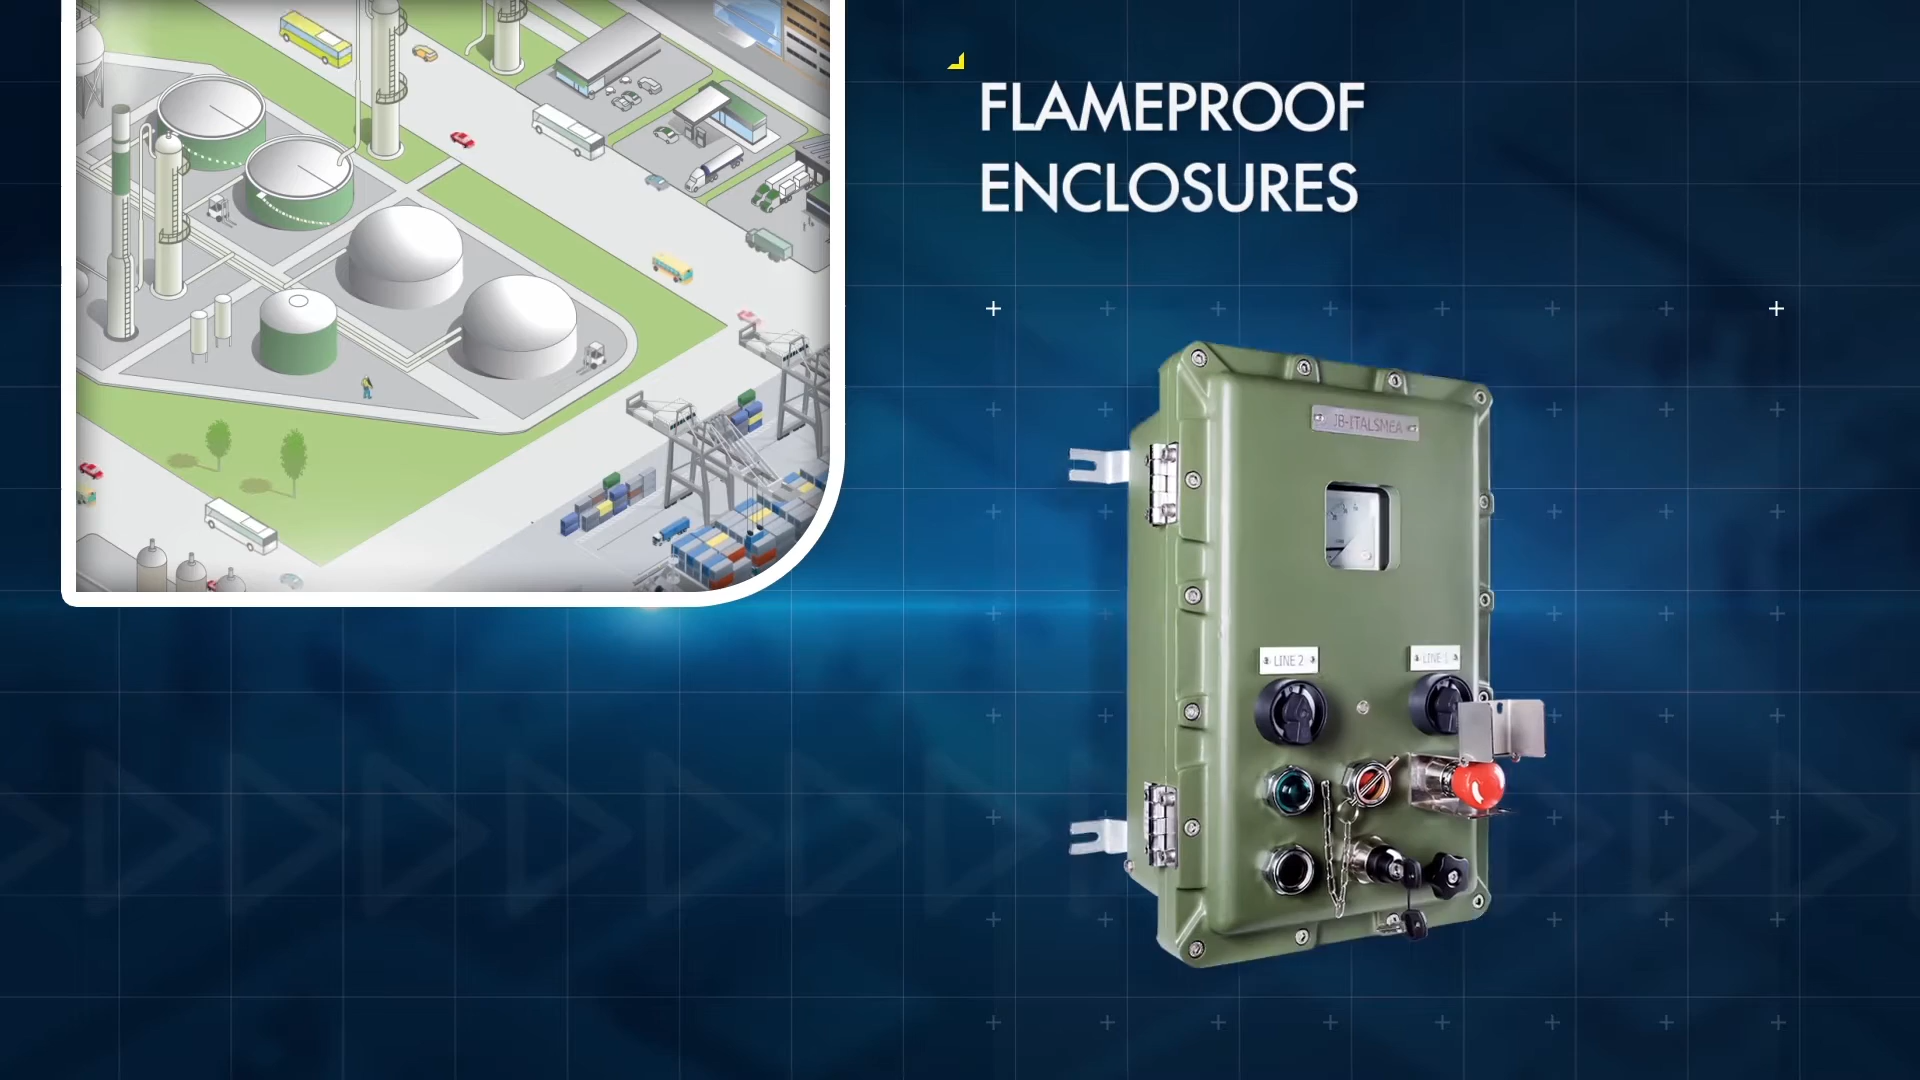 FLAMEPROOF
ENCLOSURES
JB-ITALSMEA
LINE 2
LINE 1